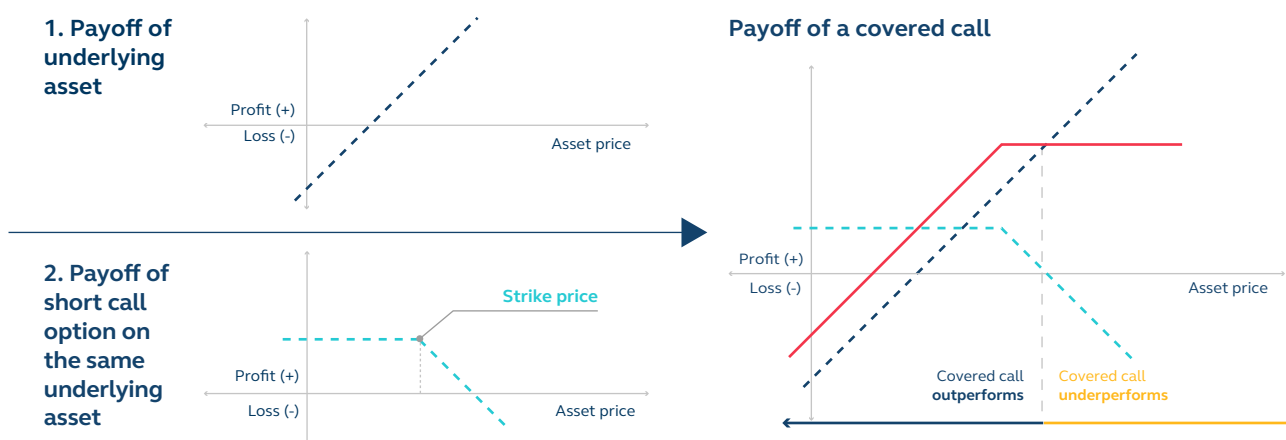 1. Payoff of
underlying
asset
Profit (+)
Loss (-)
Asset price
2. Payoff of
short call
option on
the same
underlying
asset
Strike price
Profit (+)
Loss (-)
Asset price
Payoff of a covered call
Profit (+)
Loss (-)
Asset price
Covered call
outperforms
Covered call
underperforms